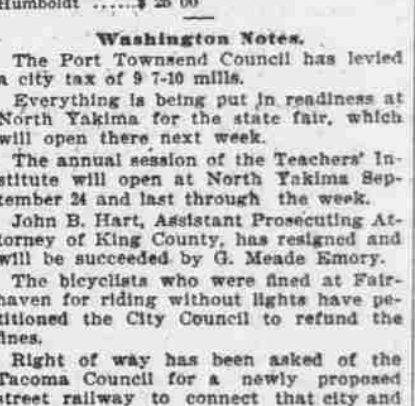 Humboldt ......$ 25 00
Washington Notes.
The Port Townsend Council has levied
a city tax of 9 7-10 mills.
Everything is being put in readiness at
North Yakima for the state fair, which
will open there next week.
The annual session of the Teachers' In-
stitute will open at North Yakima Sep-
tember 24 and last through the week.
John B. Hart, Assistant Prosecuting At-
torney of King County, has resigned and
will be succeeded by G. Meade Emory.
The bicyclists who were fined at Fair-
haven for riding without lights have pe-
titioned the City Council to refund the
fines.
Right of way has been asked of the
Tacoma Council for a newly proposed
street railway to connect that city and